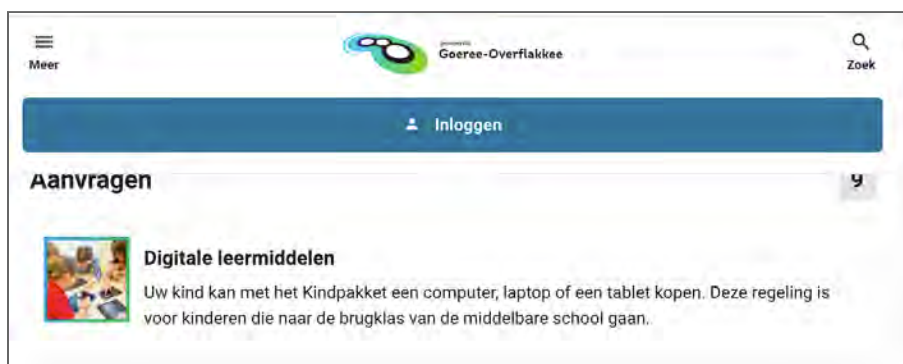 Meer
gemeente
Goeree-Overflakkee
Zoek
Inloggen
Aanvragen
9
Digitale leermiddelen
Uw kind kan met het Kindpakket een computer, laptop of een tablet kopen. Deze regeling is
voor kinderen die naar de brugklas van de middelbare school gaan.